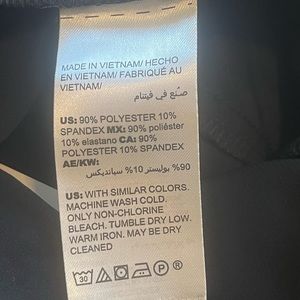 MADE IN VIETNAM/ HECHO
EN VIETNAM/ FABRIQUÉ AU
VIETNAM/
صنع في فيتنام
US: 90% POLYESTER 10%
SPANDEX MX: 90% poliéster
10% elastano CA: 90%
POLYESTER 10% SPANDEX
AE/KW:
90% بوليستر 10% سبانديكس
US: WITH SIMILAR COLORS.
MACHINE WASH COLD.
ONLY NON-CHLORINE
BLEACH. TUMBLE DRY LOW.
WARM IRON. MAY BE DRY
CLEANED
30 P